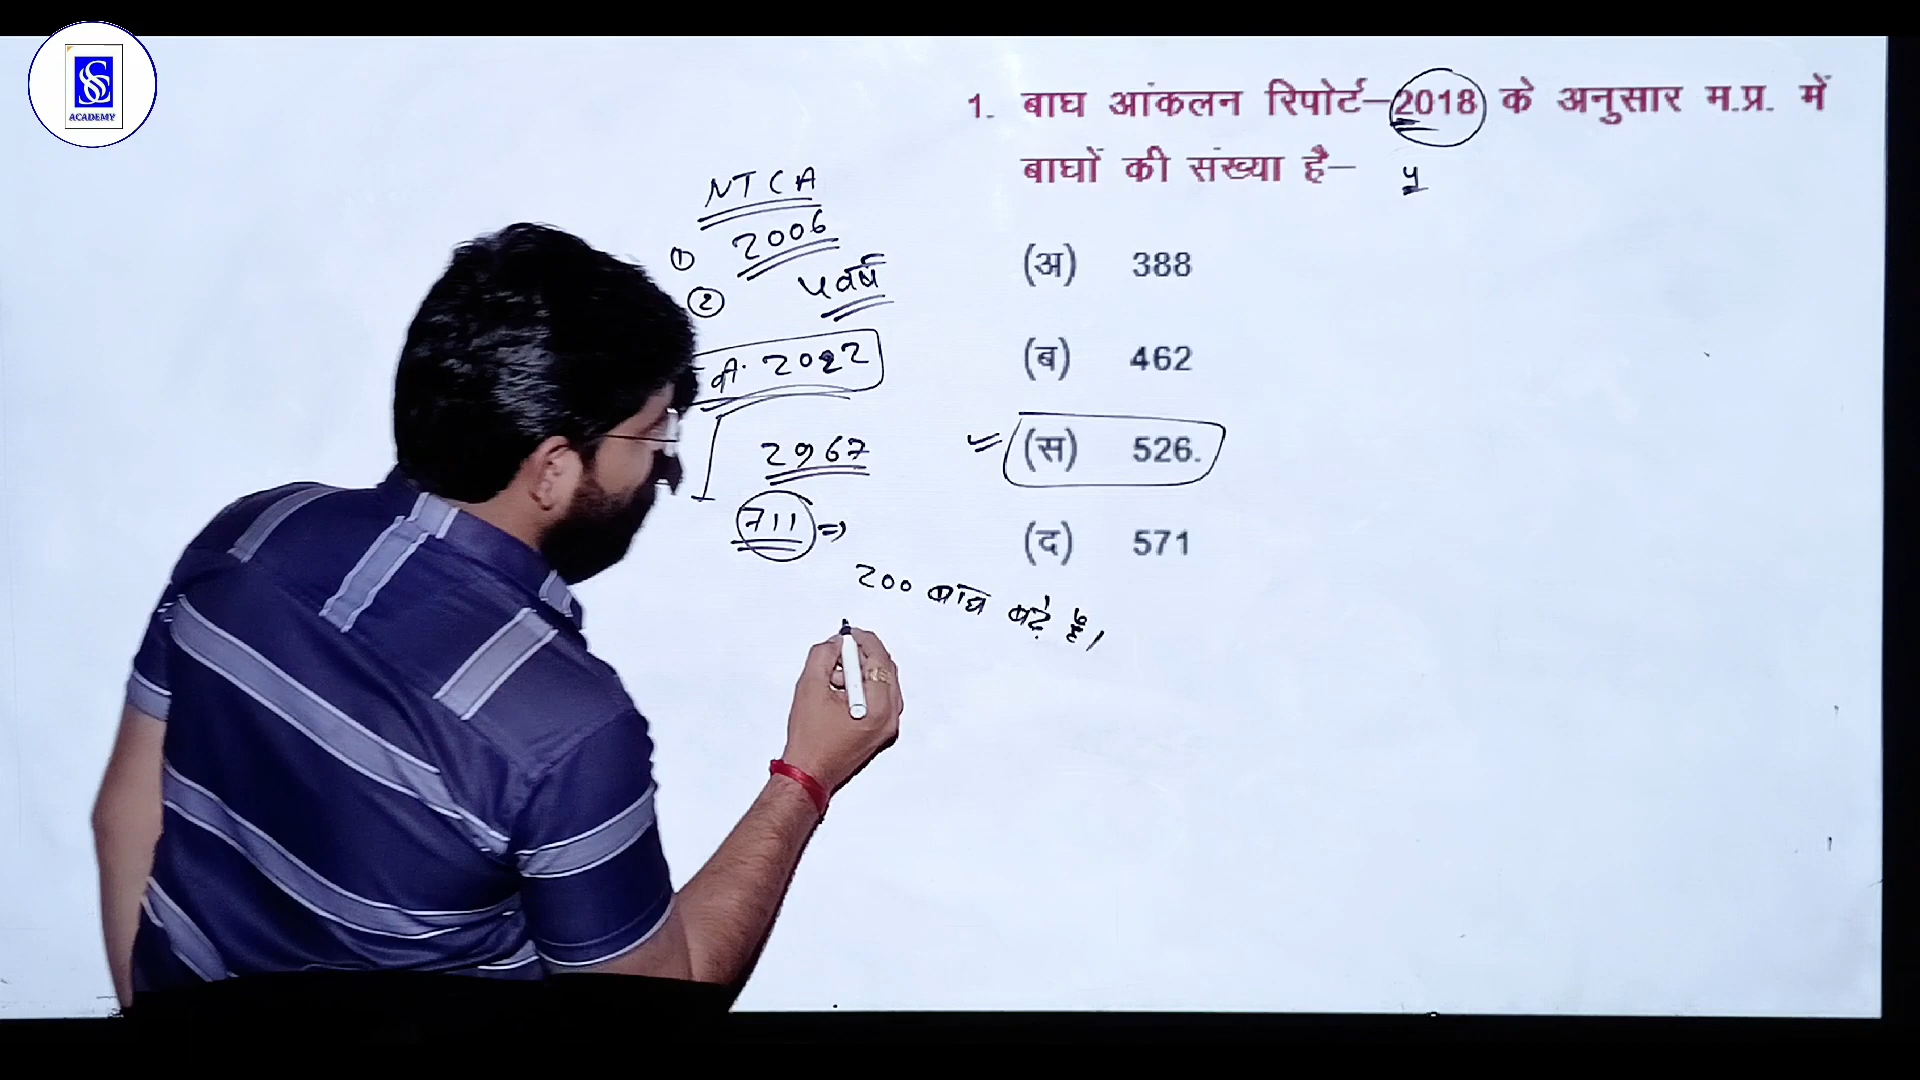 SSC
ACADEMY
1. बाघ आंकलन रिपोर्ट–2018 के अनुसार म.प्र. में
बाघों की संख्या है–
(अ) 388
(ब) 462
(स) 526.
(द) 571
NTCA
① 2006
② ५ वर्ष
2022
2967
711 ⇒
200 बाघ बढ़े हैं।